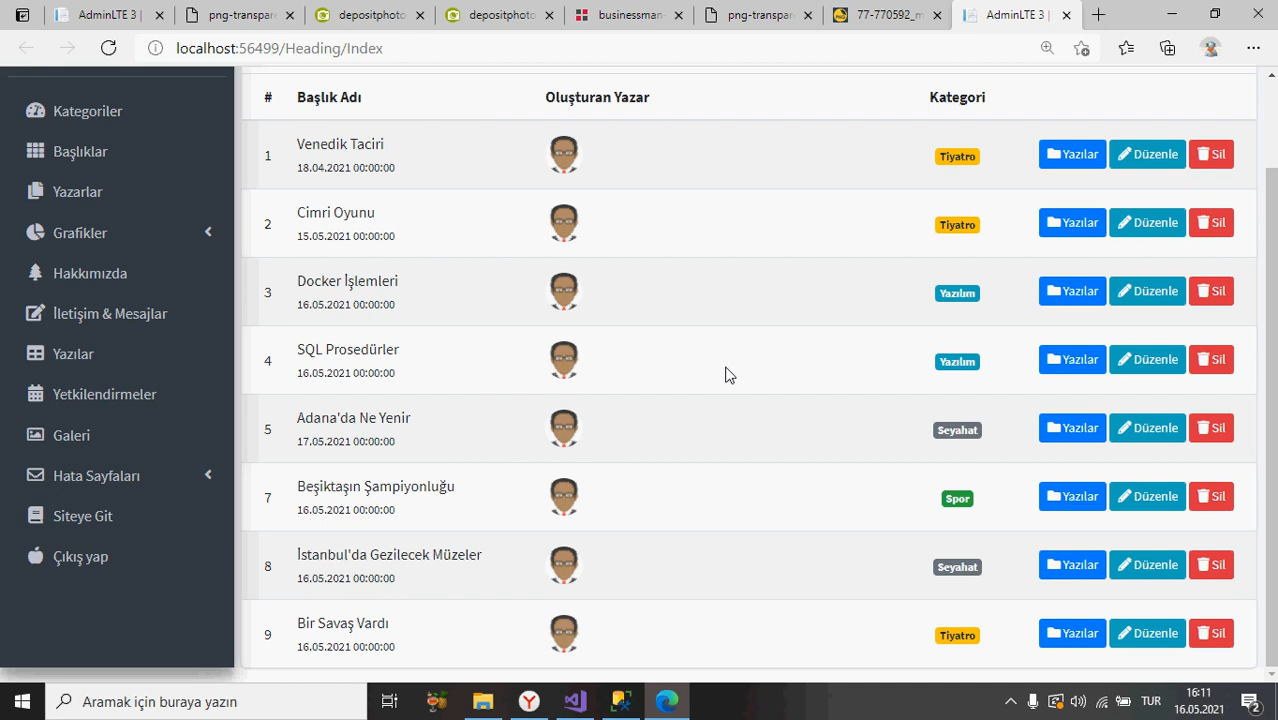 AdminLTE 3 |
png-transpare
depositphoto
depositphoto
businessman-
png-transpare
77-770592_m
AdminLTE 3 |
localhost:56499/Heading/Index
Kategoriler
Başlıklar
Yazarlar
Grafikler
Hakkımızda
İletişim & Mesajlar
Yazılar
Yetkilendirmeler
Galeri
Hata Sayfaları
Siteye Git
Çıkış yap
# Başlık Adı Oluşturan Yazar Kategori
1 Venedik Taciri Tiyatro Yazılar Düzenle Sil
18.04.2021 00:00:00
2 Cimri Oyunu Tiyatro Yazılar Düzenle Sil
15.05.2021 00:00:00
3 Docker İşlemleri Yazılım Yazılar Düzenle Sil
16.05.2021 00:00:00
4 SQL Prosedürler Yazılım Yazılar Düzenle Sil
16.05.2021 00:00:00
5 Adana'da Ne Yenir Seyahat Yazılar Düzenle Sil
17.05.2021 00:00:00
7 Beşiktaşın Şampiyonluğu Spor Yazılar Düzenle Sil
16.05.2021 00:00:00
8 İstanbul'da Gezilecek Müzeler Seyahat Yazılar Düzenle Sil
16.05.2021 00:00:00
9 Bir Savaş Vardı Tiyatro Yazılar Düzenle Sil
16.05.2021 00:00:00
Aramak için buraya yazın
TUR
16:11
16.05.2021
2